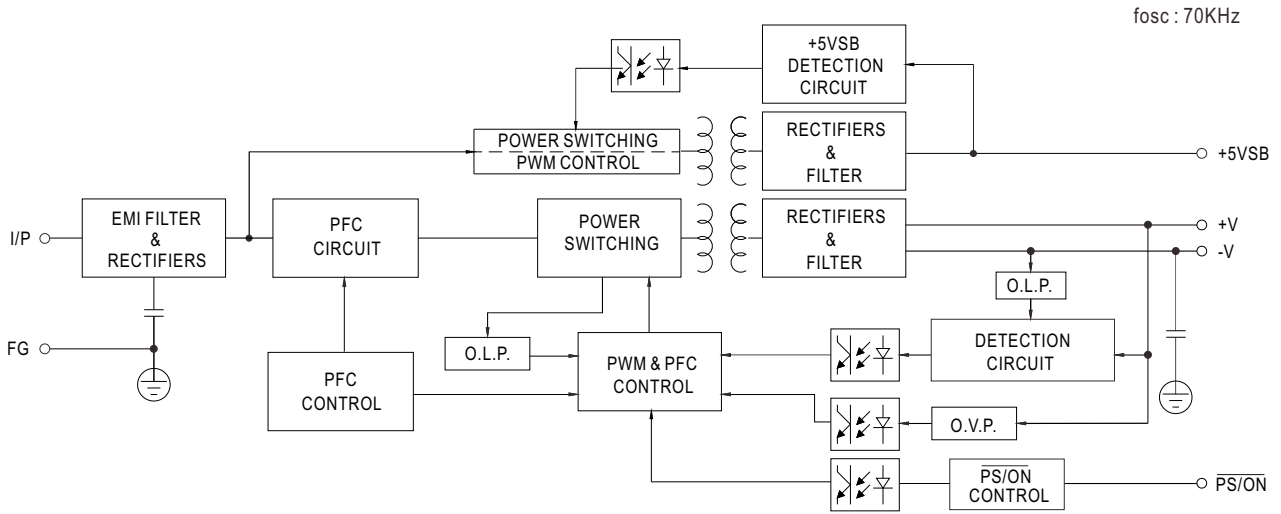 fosc : 70KHz
+5VSB
DETECTION
CIRCUIT
POWER SWITCHING
PWM CONTROL
RECTIFIERS
&
FILTER
+5VSB
I/P
EMI FILTER
&
RECTIFIERS
PFC
CIRCUIT
POWER
SWITCHING
RECTIFIERS
&
FILTER
+V
-V
O.L.P.
FG
PFC
CONTROL
O.L.P.
PWM & PFC
CONTROL
DETECTION
CIRCUIT
O.V.P.
PS/ON
CONTROL
PS/ON